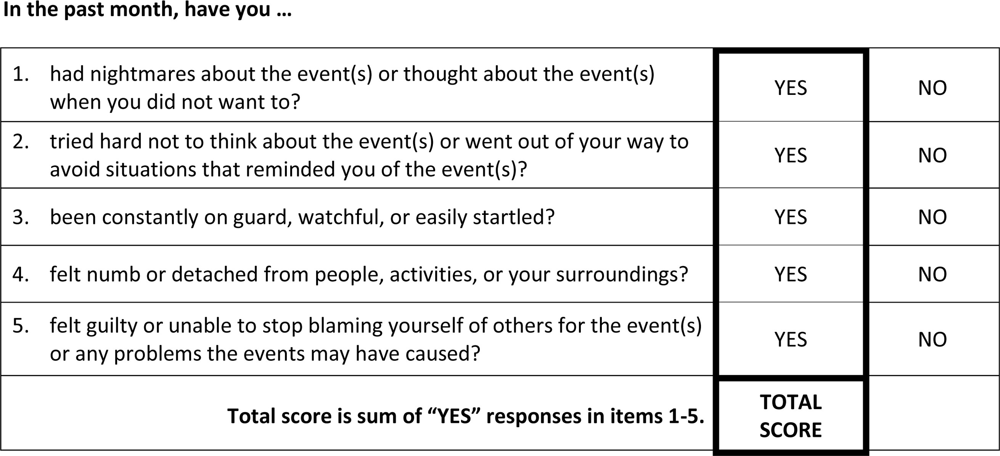 In the past month, have you …
1. had nightmares about the event(s) or thought about the event(s)
when you did not want to?
YES NO
2. tried hard not to think about the event(s) or went out of your way to
avoid situations that reminded you of the event(s)?
YES NO
3. been constantly on guard, watchful, or easily startled? YES NO
4. felt numb or detached from people, activities, or your surroundings? YES NO
5. felt guilty or unable to stop blaming yourself of others for the event(s)
or any problems the events may have caused?
YES NO
Total score is sum of “YES” responses in items 1-5.
TOTAL
SCORE